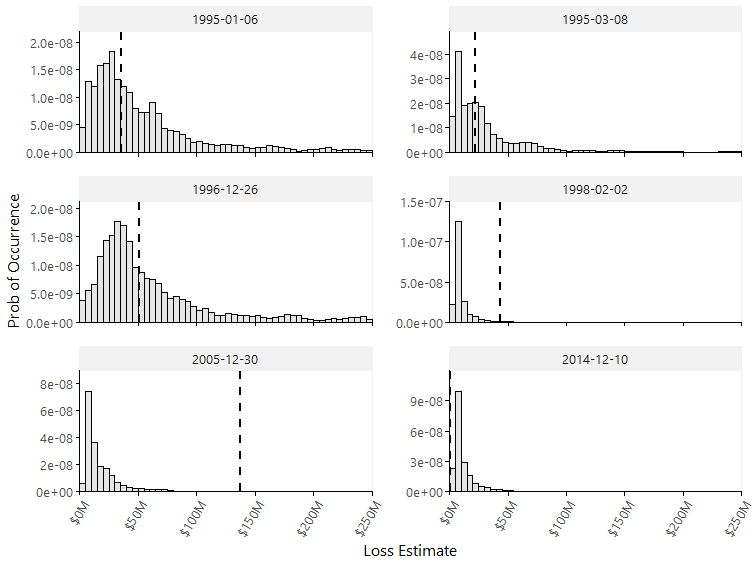 1995-01-06
1995-03-08
2.0e-08
1.5e-08
1.0e-08
5.0e-09
0.0e+00
4e-08
3e-08
2e-08
1e-08
0e+00
1996-12-26
1998-02-02
2.0e-08
1.5e-08
1.0e-08
5.0e-09
0.0e+00
1.5e-07
1.0e-07
5.0e-08
0.0e+00
Prob of Occurrence
2005-12-30
2014-12-10
8e-08
6e-08
4e-08
2e-08
0e+00
9e-08
6e-08
3e-08
0e+00
$0M
$50M
$100M
$150M
$200M
$250M
$0M
$50M
$100M
$150M
$200M
$250M
Loss Estimate